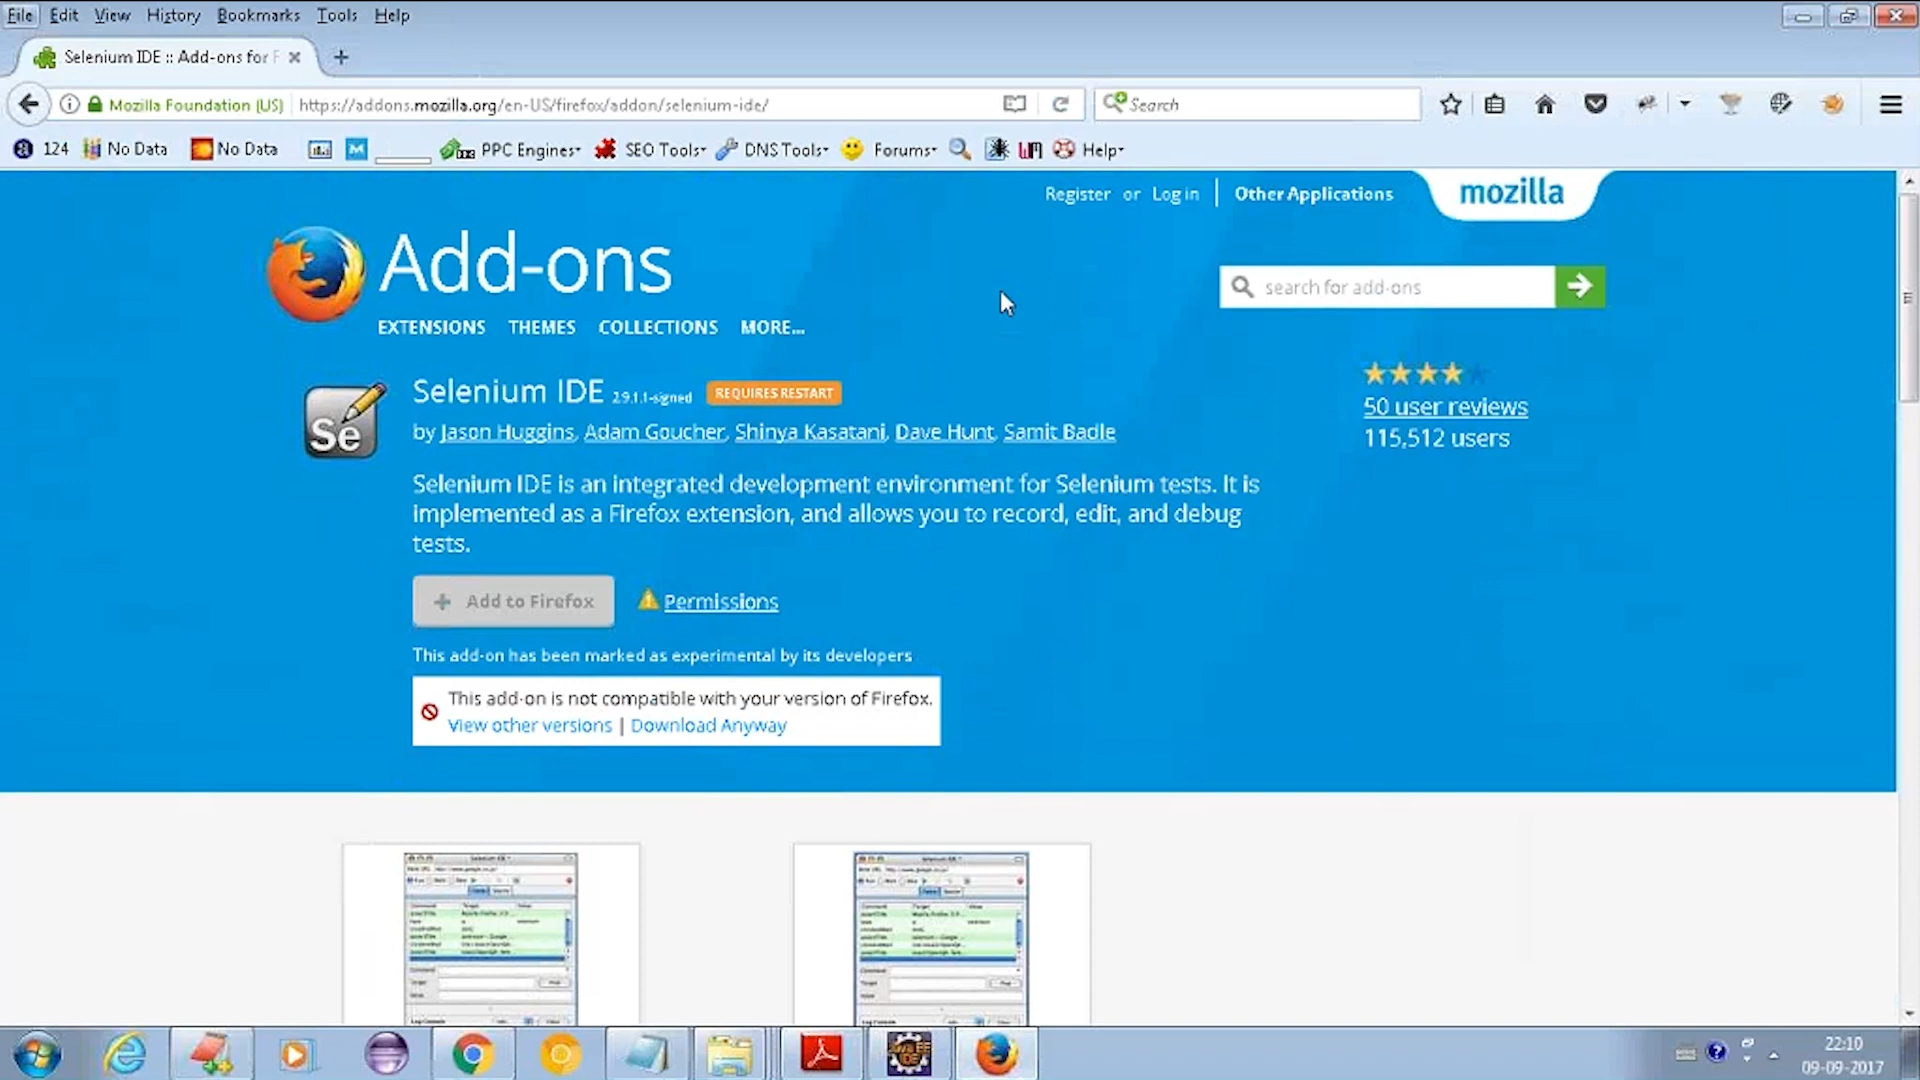 File Edit View History Bookmarks Tools Help
Selenium IDE :: Add-ons for F
Mozilla Foundation (US) https://addons.mozilla.org/en-US/firefox/addon/selenium-ide/ Search
124 No Data No Data PPC Engines SEO Tools DNS Tools Forums Help
Register or Log in Other Applications mozilla
Add-ons
search for add-ons
EXTENSIONS THEMES COLLECTIONS MORE...
Selenium IDE 2.9.1.1-signed REQUIRES RESTART
by Jason Huggins, Adam Goucher, Shinya Kasatani, Dave Hunt, Samit Badle
50 user reviews
115,512 users
Selenium IDE is an integrated development environment for Selenium tests. It is
implemented as a Firefox extension, and allows you to record, edit, and debug
tests.
Se
Add to Firefox Permissions
This add-on has been marked as experimental by its developers
This add-on is not compatible with your version of Firefox.
View other versions | Download Anyway
22:10
09-09-2017